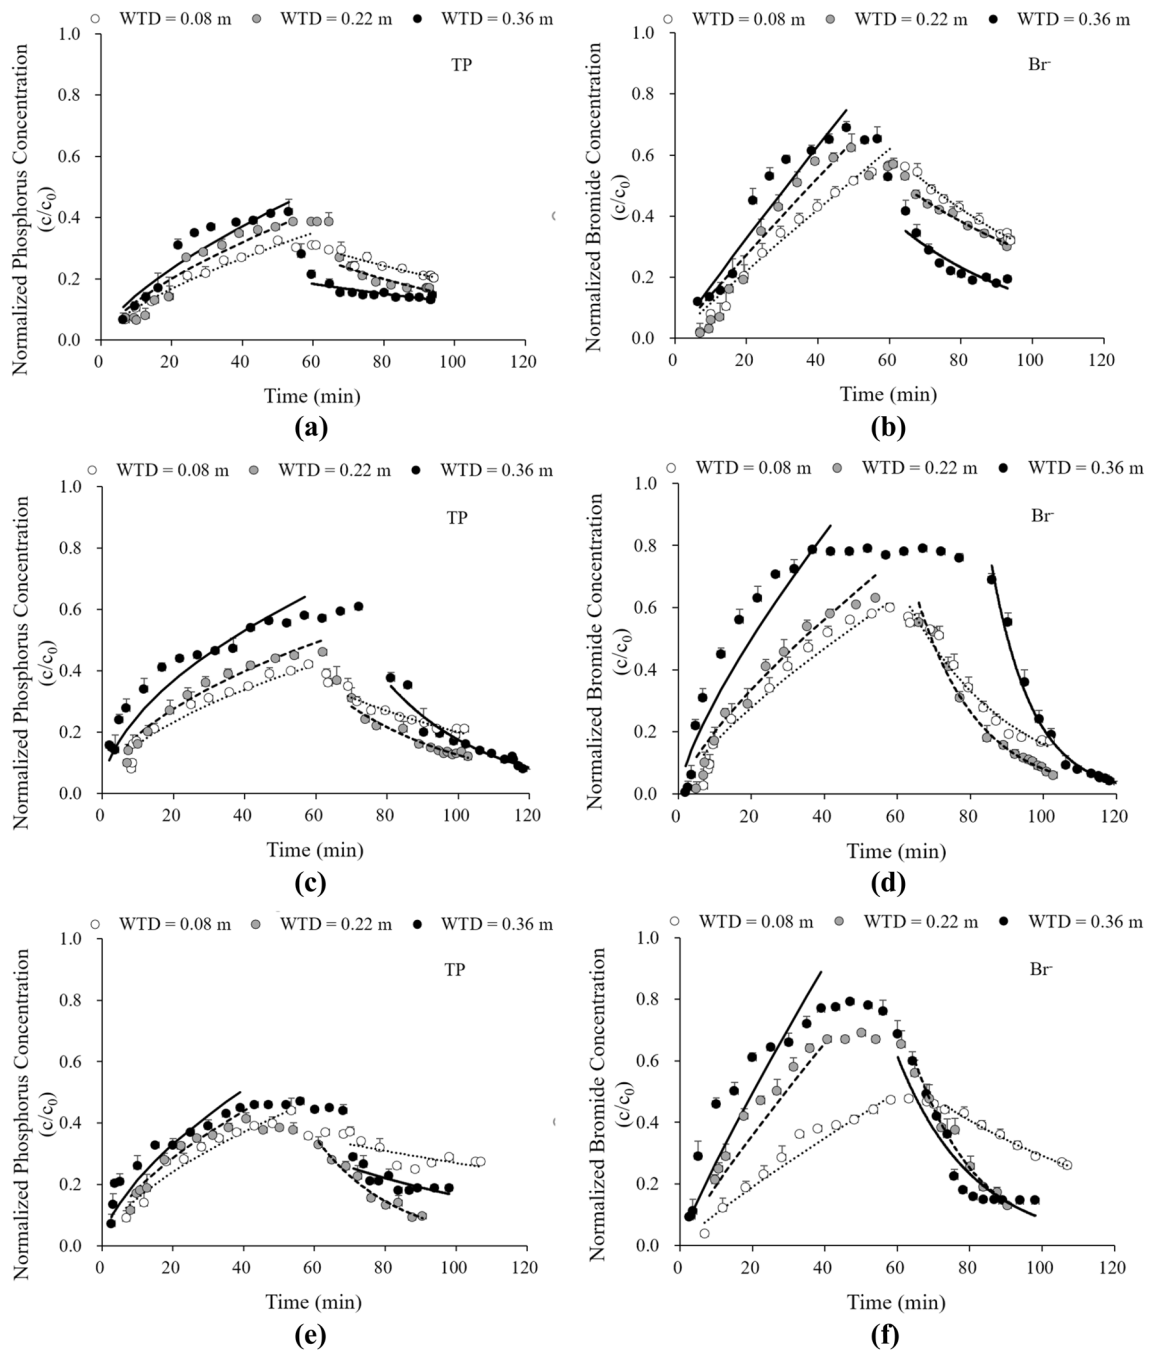 WTD = 0.08 m WTD = 0.22 m WTD = 0.36 m
TP
Normalized Phosphorus Concentration
(c/c0)
1.0
0.8
0.6
0.4
0.2
0.0
0 20 40 60 80 100 120
Time (min)
(a)
WTD = 0.08 m WTD = 0.22 m WTD = 0.36 m
Br-
Normalized Bromide Concentration
(c/c0)
1.0
0.8
0.6
0.4
0.2
0.0
0 20 40 60 80 100 120
Time (min)
(b)
WTD = 0.08 m WTD = 0.22 m WTD = 0.36 m
TP
Normalized Phosphorus Concentration
(c/c0)
1.0
0.8
0.6
0.4
0.2
0.0
0 20 40 60 80 100 120
Time (min)
(c)
WTD = 0.08 m WTD = 0.22 m WTD = 0.36 m
Br-
Normalized Bromide Concentration
(c/c0)
1.0
0.8
0.6
0.4
0.2
0.0
0 20 40 60 80 100 120
Time (min)
(d)
WTD = 0.08 m WTD = 0.22 m WTD = 0.36 m
TP
Normalized Phosphorus Concentration
(c/c0)
1.0
0.8
0.6
0.4
0.2
0.0
0 20 40 60 80 100 120
Time (min)
(e)
WTD = 0.08 m WTD = 0.22 m WTD = 0.36 m
Br-
Normalized Bromide Concentration
(c/c0)
1.0
0.8
0.6
0.4
0.2
0.0
0 20 40 60 80 100 120
Time (min)
(f)